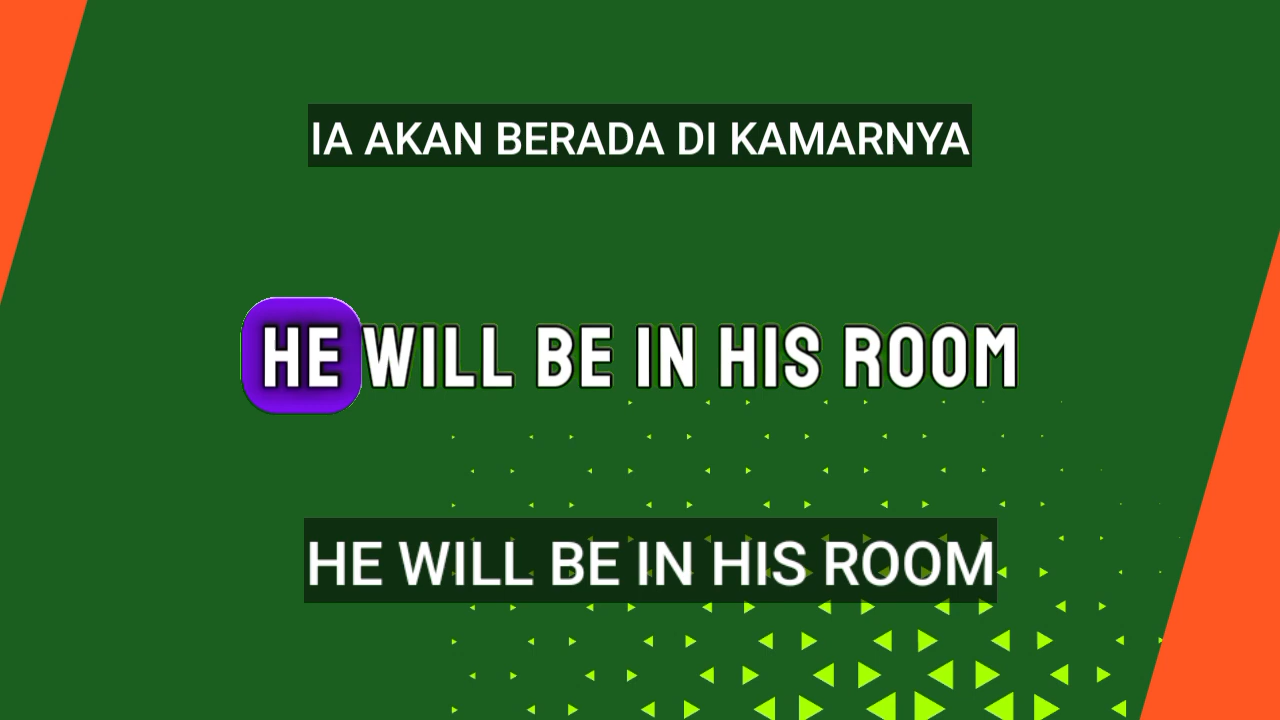 IA AKAN BERADA DI KAMARNYA
HE WILL BE IN HIS ROOM
HE WILL BE IN HIS ROOM